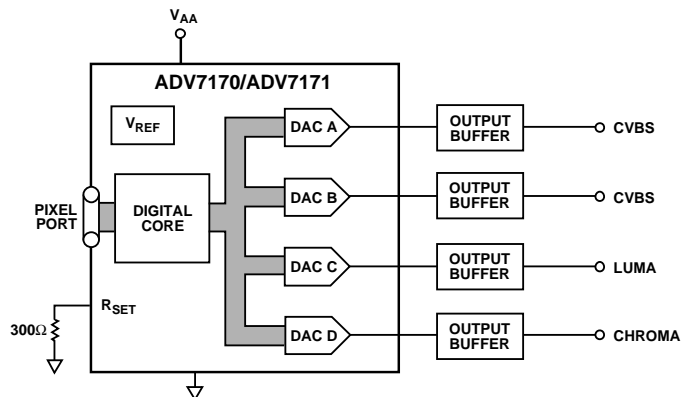 VAA
ADV7170/ADV7171
VREF
DAC A
OUTPUT
BUFFER
CVBS
DAC B
OUTPUT
BUFFER
CVBS
PIXEL
PORT
DIGITAL
CORE
DAC C
OUTPUT
BUFFER
LUMA
RSET
300Ω
DAC D
OUTPUT
BUFFER
CHROMA